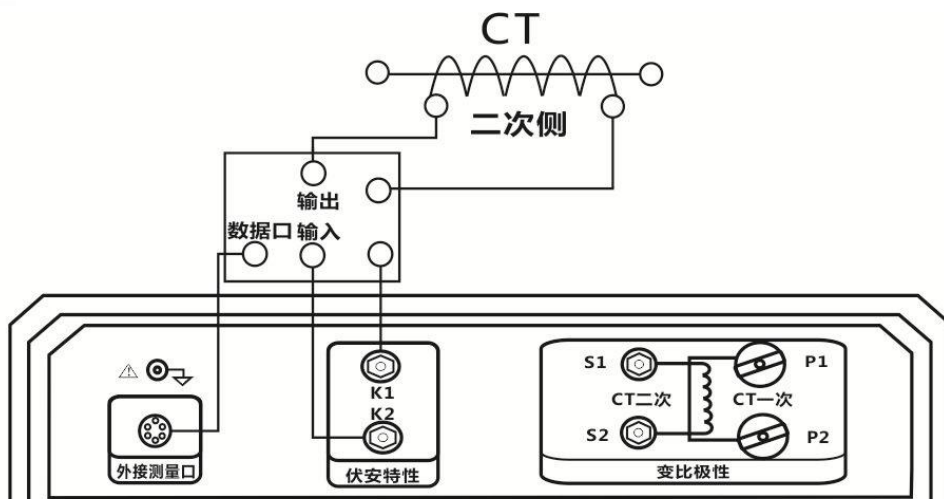 CT
二次侧
输出
数据口 输入
S1
P1
K1
CT二次
CT一次
K2
S2
P2
外接测量口
伏安特性
变比极性